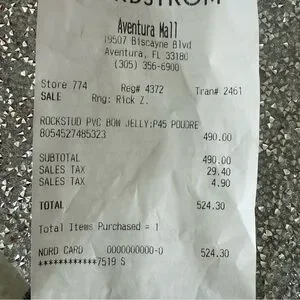 NORDSTROM
Aventura Mall
19507 Biscayne Blvd
Aventura, FL 33180
(305) 356-6900
Store 774 Reg# 4372 Tran# 2461
SALE Rng: Rick Z.
ROCKSTUD PVC BOW JELLY:P45 POUDRE
8054527485323 490.00
SUBTOTAL 490.00
SALES TAX 29.40
SALES TAX 4.90
TOTAL 524.30
Total Items Purchased = 1
NORD CARD 0000000000-0 524.30
************7519 S